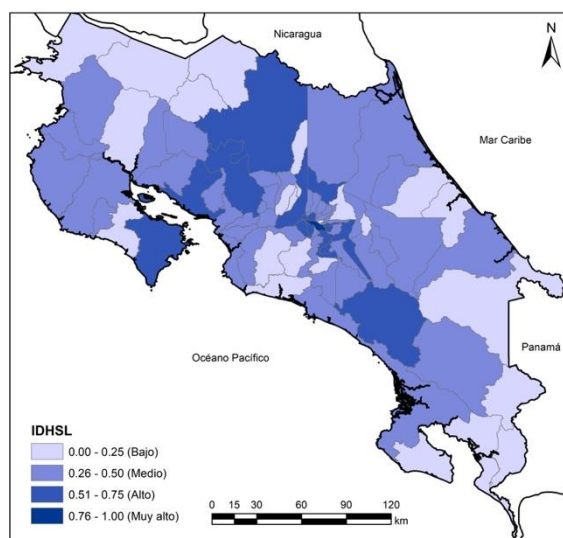 Nicaragua
N
Mar Caribe
Panamá
Océano Pacífico
IDHSL
0.00 - 0.25 (Bajo)
0.26 - 0.50 (Medio)
0.51 - 0.75 (Alto)
0.76 - 1.00 (Muy alto)
0 15 30 60 90 120
km